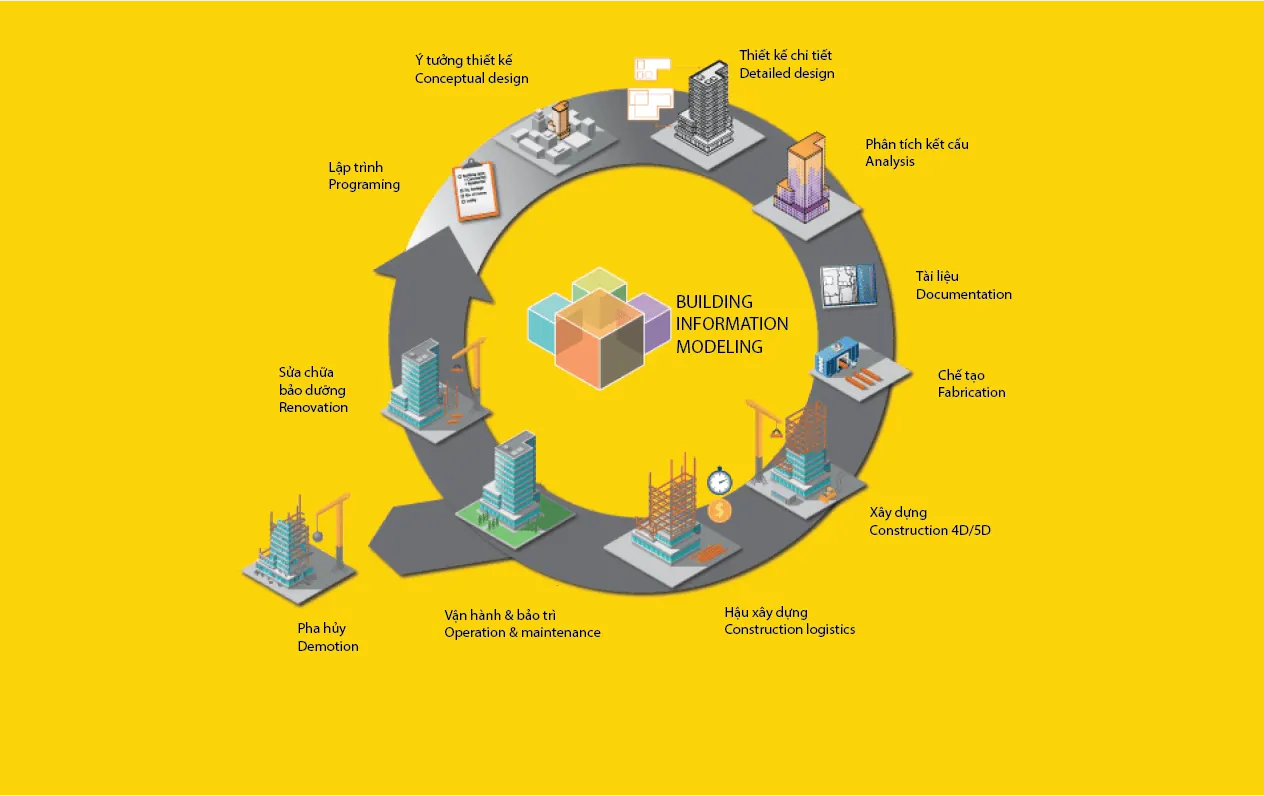 Ý tưởng thiết kế
Conceptual design
Thiết kế chi tiết
Detailed design
Phân tích kết cấu
Analysis
Lập trình
Programing
Tài liệu
Documentation
BUILDING
INFORMATION
MODELING
Chế tạo
Fabrication
Sửa chữa
bảo dưỡng
Renovation
Xây dựng
Construction 4D/5D
Hậu xây dựng
Construction logistics
Vận hành & bảo trì
Operation & maintenance
Pha hủy
Demotion
$